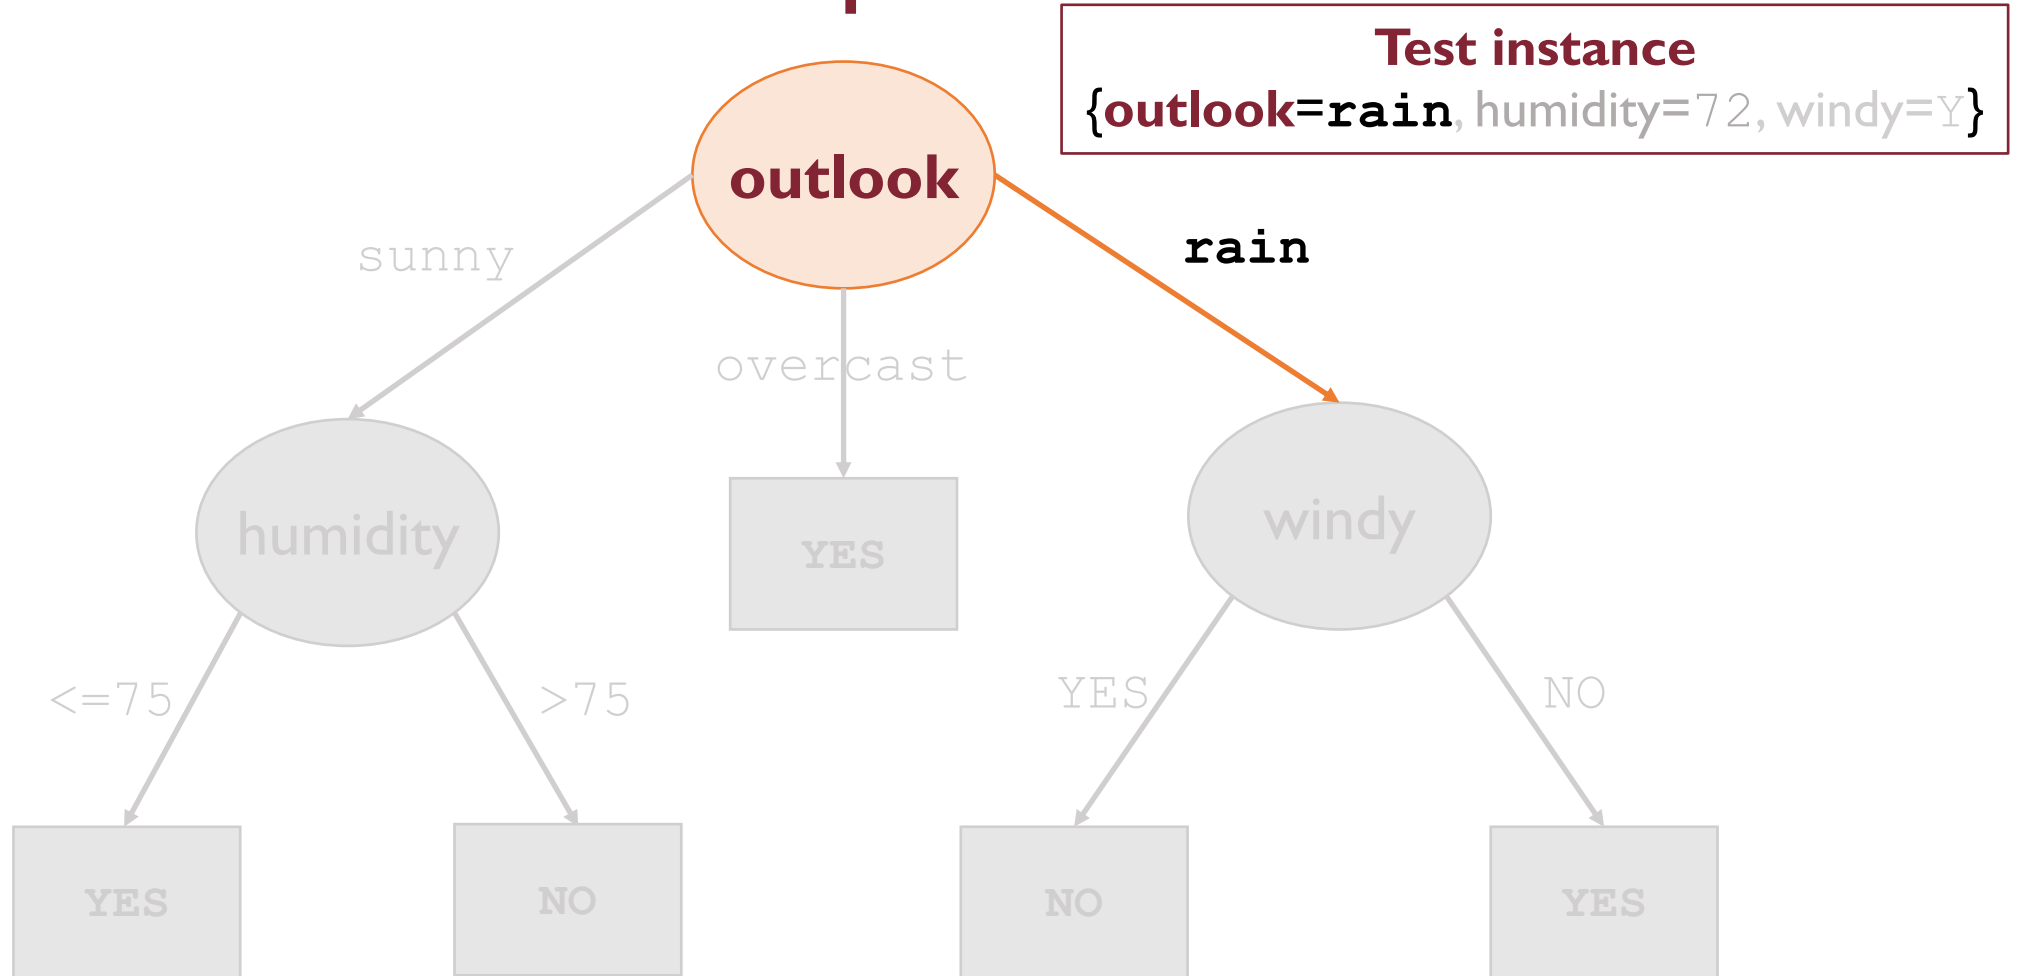 Test instance
{outlook=rain, humidity=72, windy=Y}
outlook
sunny
rain
overcast
humidity
YES
windy
<=75
>75
YES
NO
YES
NO
NO
YES